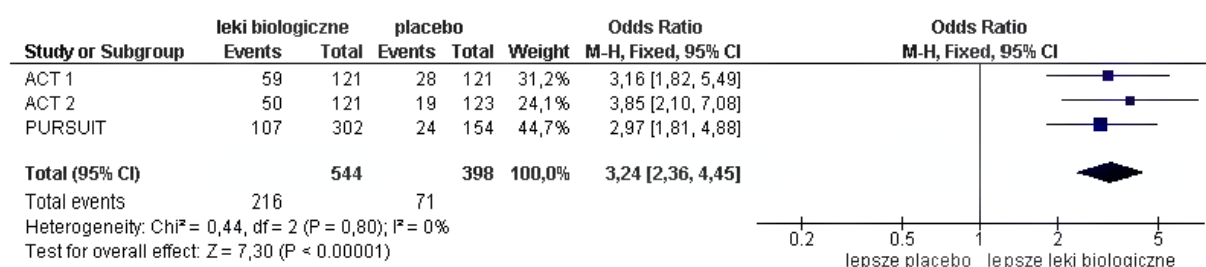 leki biologiczne placebo Odds Ratio Odds Ratio
Study or Subgroup Events Total Events Total Weight M-H, Fixed, 95% CI M-H, Fixed, 95% CI
ACT 1 59 121 28 121 31,2% 3,16 [1,82, 5,49]
ACT 2 50 121 19 123 24,1% 3,85 [2,10, 7,08]
PURSUIT 107 302 24 154 44,7% 2,97 [1,81, 4,88]
Total (95% CI) 544 398 100,0% 3,24 [2,36, 4,45]
Total events 216 71
Heterogeneity: Chi² = 0,44, df = 2 (P = 0,80); I² = 0%
Test for overall effect: Z = 7,30 (P < 0.00001)
0.2 0.5 1 2 5
lepsze placebo lepsze leki biologiczne